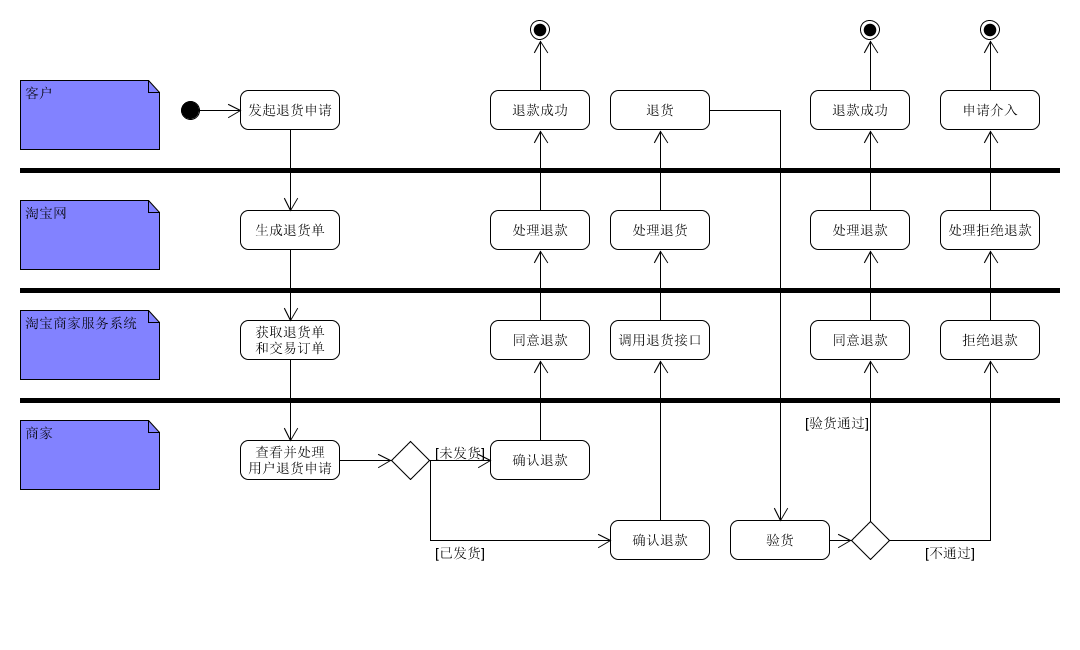 客户
发起退货申请
退款成功
退货
退款成功
申请介入
淘宝网
生成退货单
处理退款
处理退货
处理退款
处理拒绝退款
淘宝商家服务系统
获取退货单
和交易订单
同意退款
调用退货接口
同意退款
拒绝退款
[验货通过]
商家
查看并处理
用户退货申请
[未发货]
确认退款
确认退款
验货
[已发货]
[不通过]